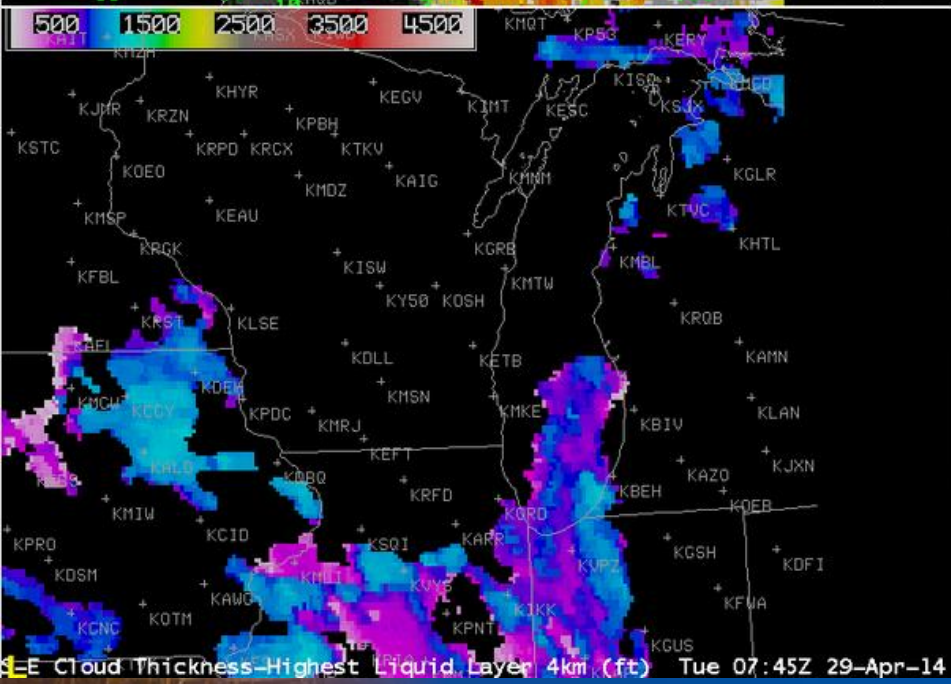 500 1500 2500 3500 4500
KMQT
KP53 KERY
KMZH
KISQ
KHYR KEGV KIMT KESC KSJX
KJMR KRZN KPBH
KSTC KRPD KRCX KTKV
KOEO KMDZ KAIG KMNM KGLR
KMSP KEAU KTVC
KRGK KGRB KHTL
KFBL KISW KMTW KMBL
KY50 KOSH
KRST KLSE KRQB
KAEL KDLL KETB KAMN
KDEH KMSN
KMCW KCCY KPDC KMRJ KMKE KBIV KLAN
KEFT
KALO KDBQ KAZO KJXN
KRFD KBEH KOEB
KMIW KCID KORD
KPRO KSQI KARR KGSH KDFI
KDSM KMLI KVYS KVPZ
KAWG KIKK KFWA
KCNC KOTM KPNT
KGUS
S-E Cloud Thickness-Highest Liquid Layer 4km (ft) Tue 07:45Z 29-Apr-14